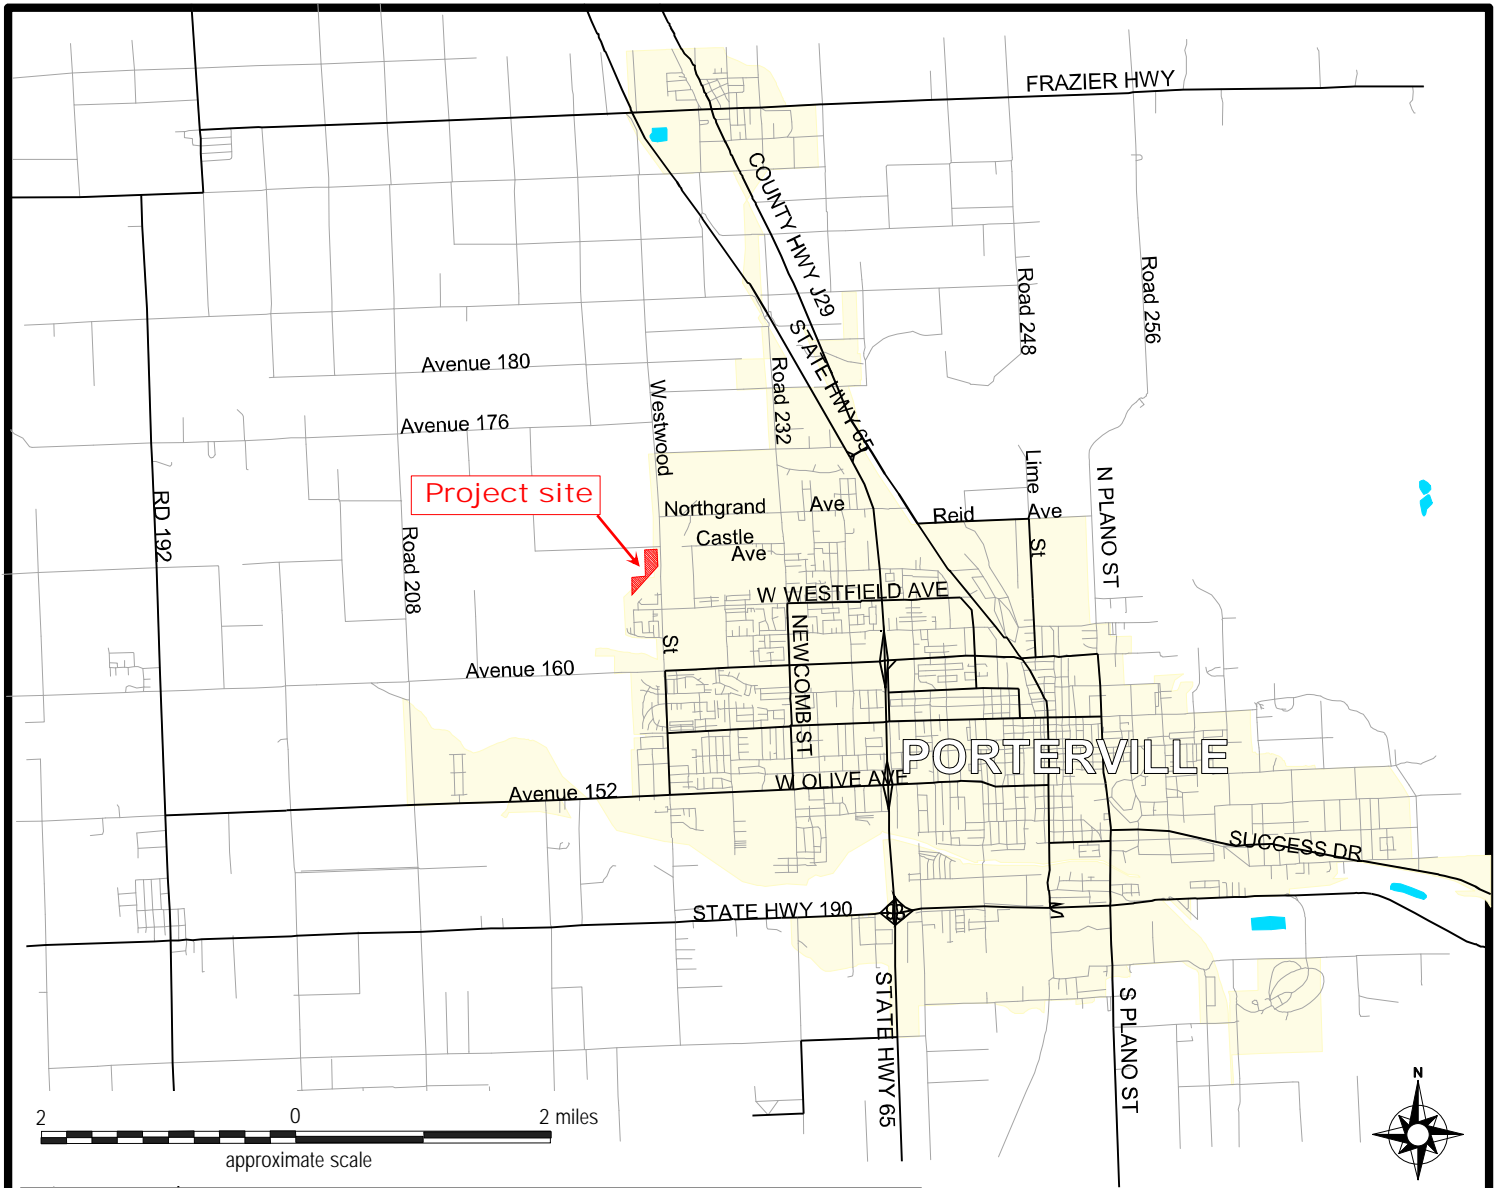 FRAZIER HWY
COUNTY HWY J29
Road 256
Road 248
STATE HWY 65
Avenue 180
Road 232
Westwood
Avenue 176
Lime
N PLANO ST
Project site
RD 192
Northgrand Ave
Reid Ave
Castle
Ave
Road 208
St
W WESTFIELD AVE
NEWCOMB ST
St
Avenue 160
PORTERVILLE
W OLIVE AVE
Avenue 152
SUCCESS DR
STATE HWY 190
STATE HWY 65
S PLANO ST
N
2 0 2 miles
approximate scale